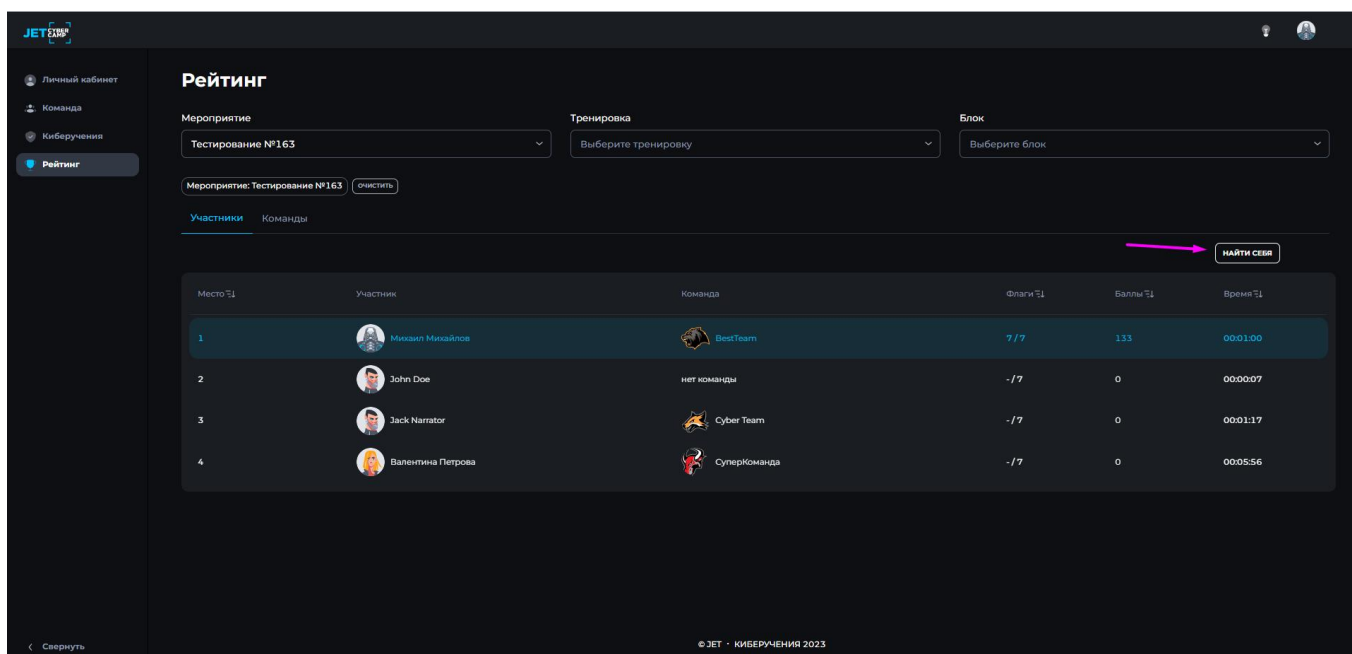 JET CYBER CAMP
Личный кабинет
Команда
Киберучения
Рейтинг
Рейтинг
Мероприятие Тренировка Блок
Тестирование №163 Выберите тренировку Выберите блок
Мероприятие: Тестирование №163 ОЧИСТИТЬ
Участники Команды
НАЙТИ СЕБЯ
Место Участник Команда Флаги Баллы Время
1 Михаил Михайлов BestTeam 7 / 7 133 00:01:00
2 John Doe нет команды - / 7 0 00:00:07
3 Jack Narrator Cyber Team - / 7 0 00:01:17
4 Валентина Петрова СуперКоманда - / 7 0 00:05:56
Свернуть
© JET • КИБЕРУЧЕНИЯ 2023